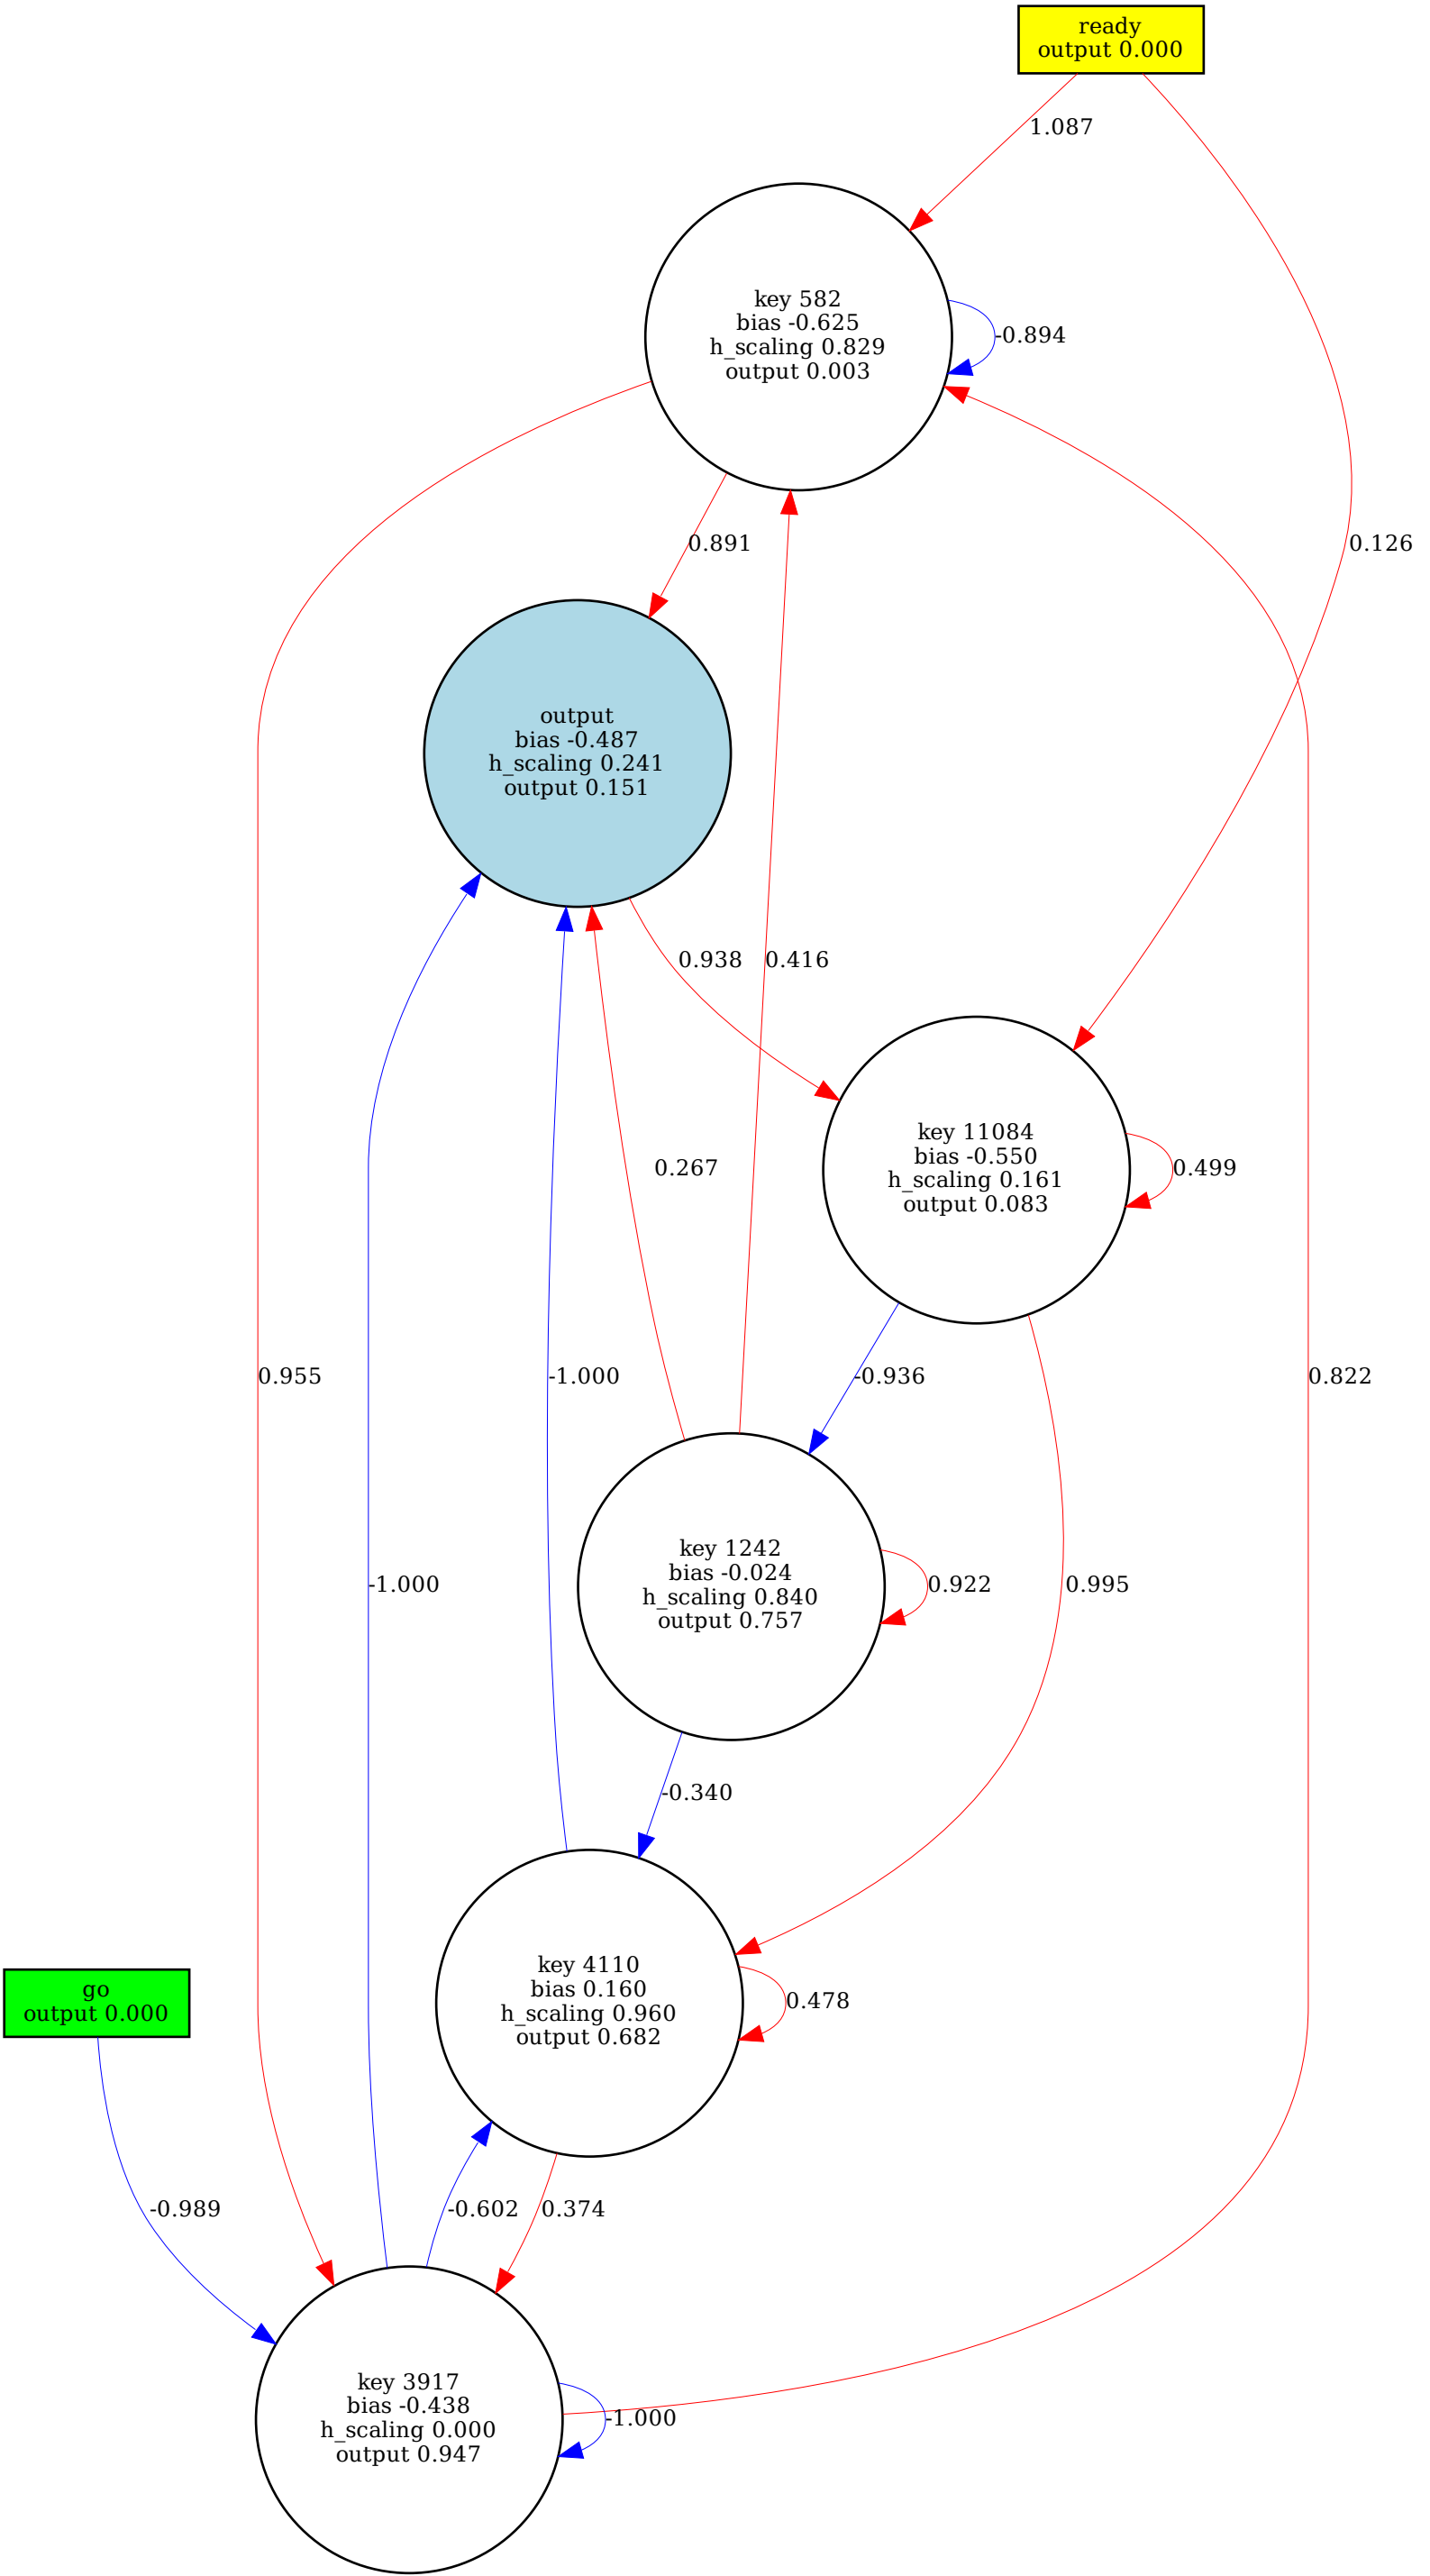 ready
output 0.000
1.087
key 582
bias -0.625
h_scaling 0.829
output 0.003
-0.894
0.891
0.126
output
bias -0.487
h_scaling 0.241
output 0.151
0.938
0.416
key 11084
bias -0.550
h_scaling 0.161
output 0.083
0.499
0.267
0.955
-1.000
-0.936
0.822
key 1242
bias -0.024
h_scaling 0.840
output 0.757
0.922
-1.000
0.995
-0.340
key 4110
bias 0.160
h_scaling 0.960
output 0.682
0.478
go
output 0.000
-0.989
-0.602
0.374
key 3917
bias -0.438
h_scaling 0.000
output 0.947
-1.000